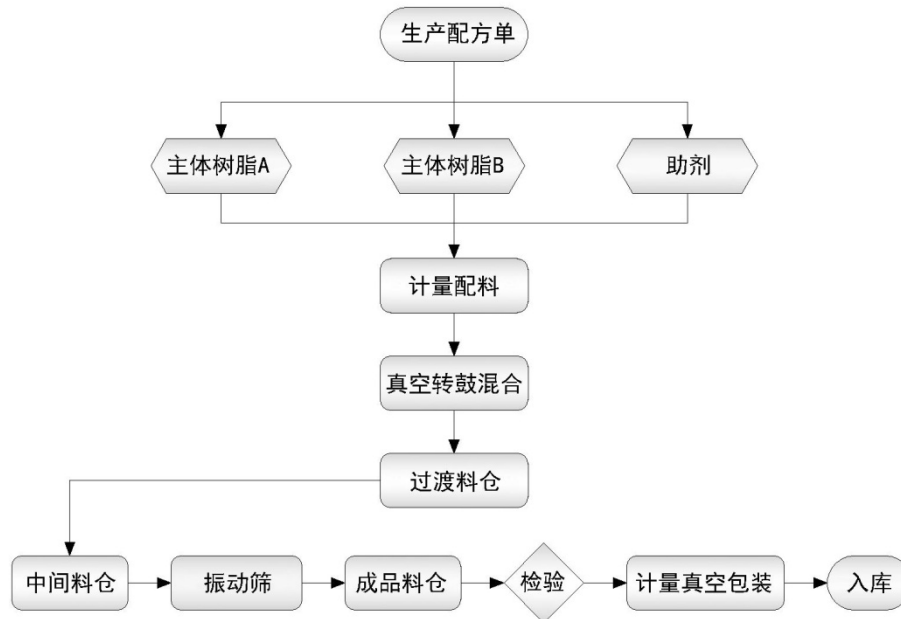 生产配方单
主体树脂A
主体树脂B
助剂
计量配料
真空转鼓混合
过渡料仓
中间料仓
振动筛
成品料仓
检验
计量真空包装
入库